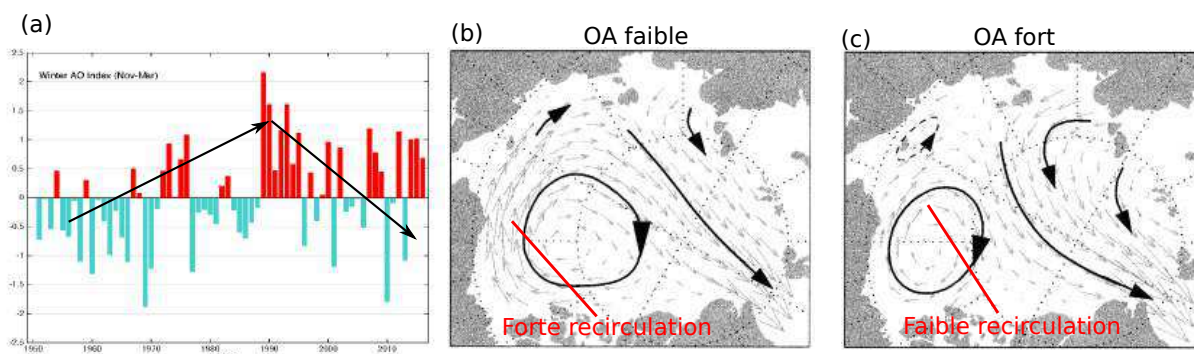 (a)
(b)
OA faible
(c)
OA fort
2.5
2
1.5
1
0.5
0
-0.5
-1
-1.5
-2
-2.5
Winter AO Index (Nov-Mar)
1950
1960
1970
1980
1990
2000
2010
Forte recirculation
Faible recirculation